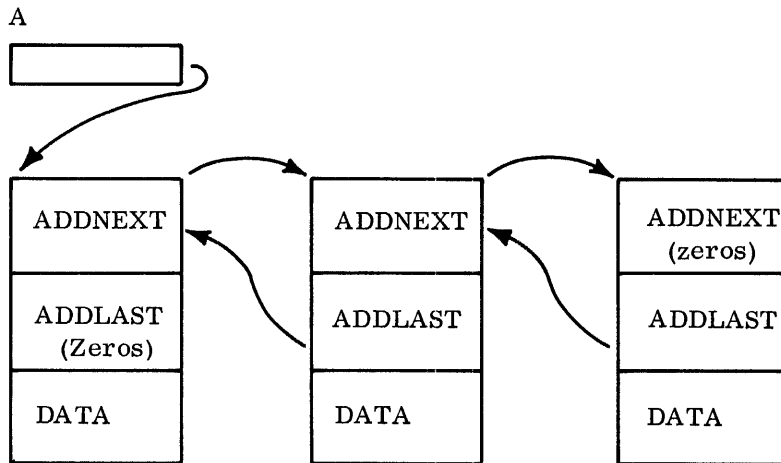 A
ADDNEXT
ADDLAST
(Zeros)
DATA
ADDNEXT
ADDLAST
DATA
ADDNEXT
(zeros)
ADDLAST
DATA